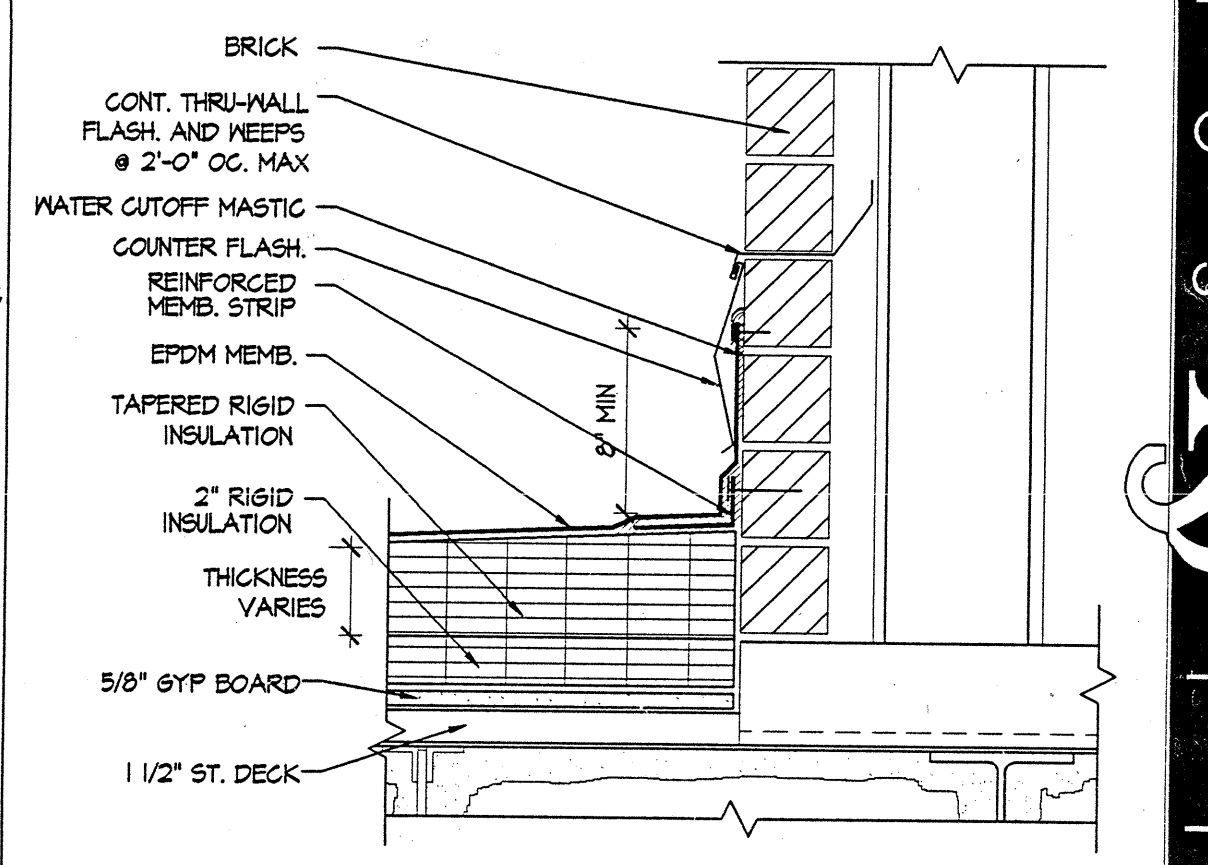 BRICK
CONT. THRU-WALL
FLASH. AND WEEPS
@ 2'-0" OC. MAX
WATER CUTOFF MASTIC
COUNTER FLASH.
REINFORCED
MEMB. STRIP
EPDM MEMB.
TAPERED RIGID
INSULATION
8" MIN
2" RIGID
INSULATION
THICKNESS
VARIES
5/8" GYP BOARD
1 1/2" ST. DECK